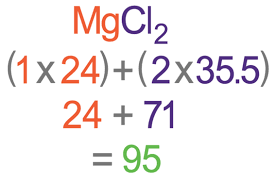 MgCl₂
(1x24)+(2x35.5)
24 + 71
= 95